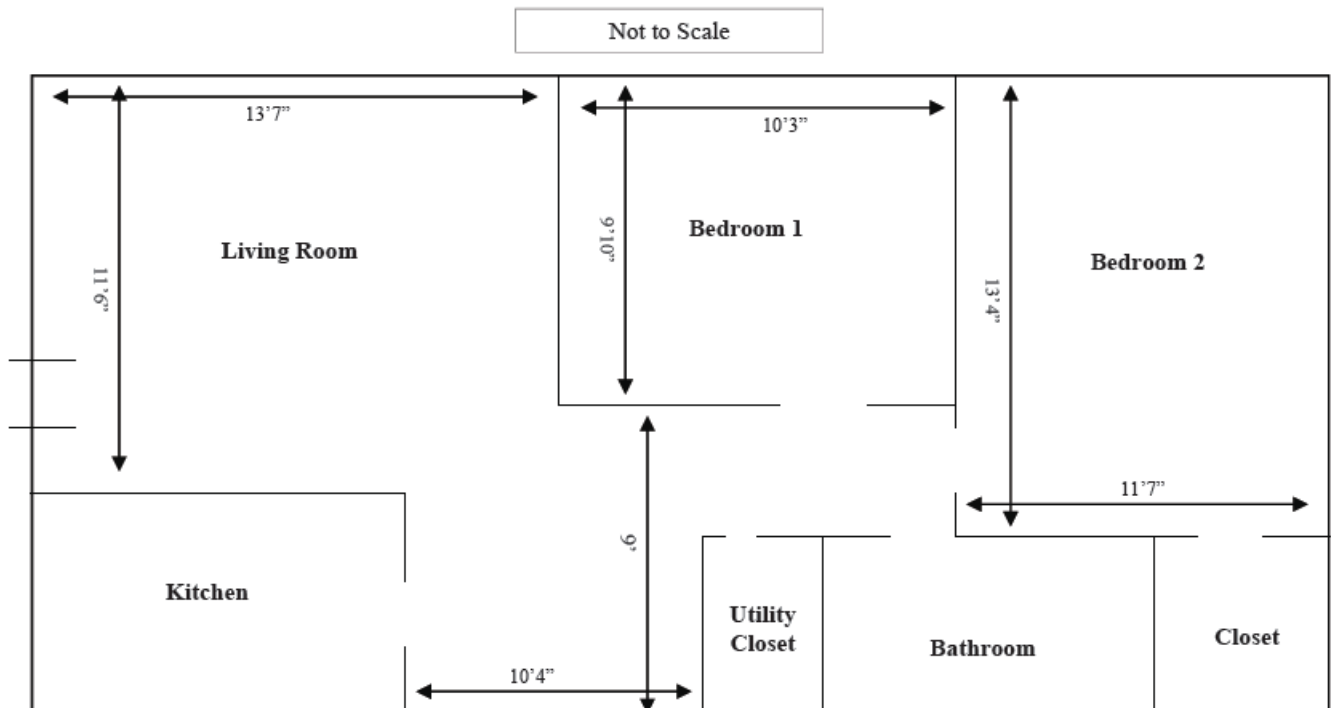 Not to Scale
13’7”
10’3”
9’10”
Bedroom 1
Living Room
Bedroom 2
11’6”
13’4”
11’7”
9’
Kitchen
Utility
Closet
Bathroom
Closet
10’4”